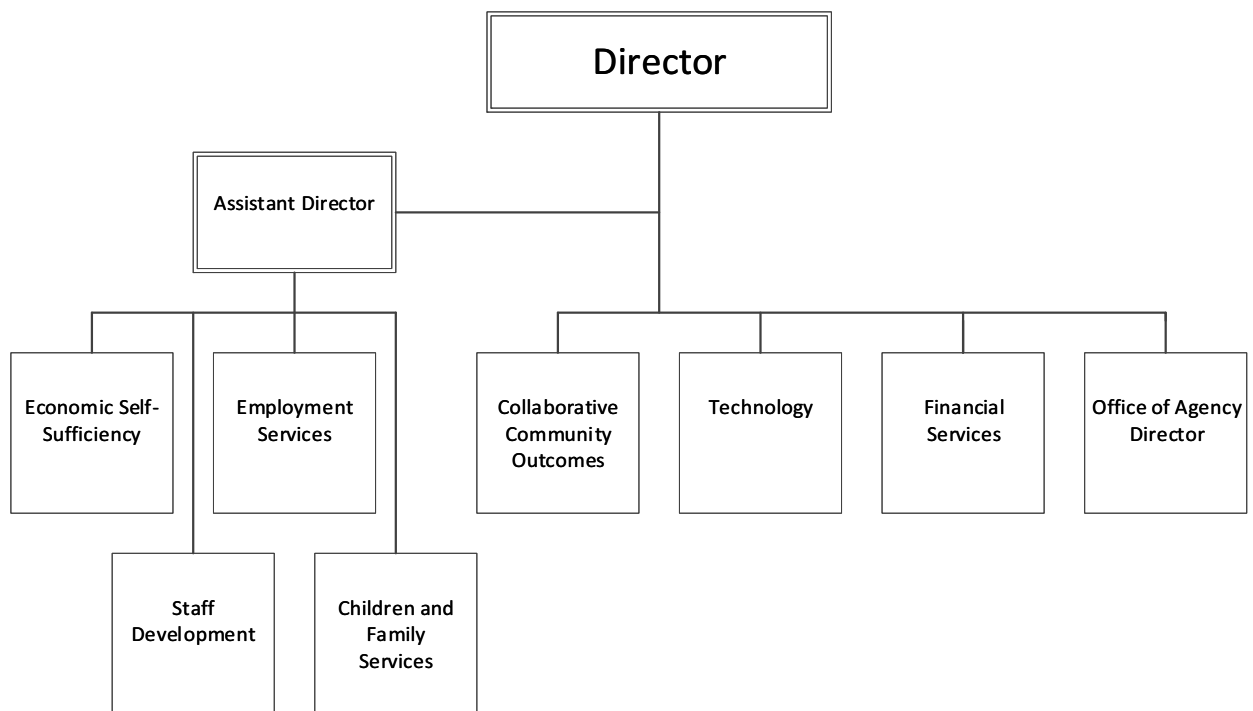 Director
Assistant Director
Economic Self-
Sufficiency
Employment
Services
Collaborative
Community
Outcomes
Technology
Financial
Services
Office of Agency
Director
Staff
Development
Children and
Family
Services